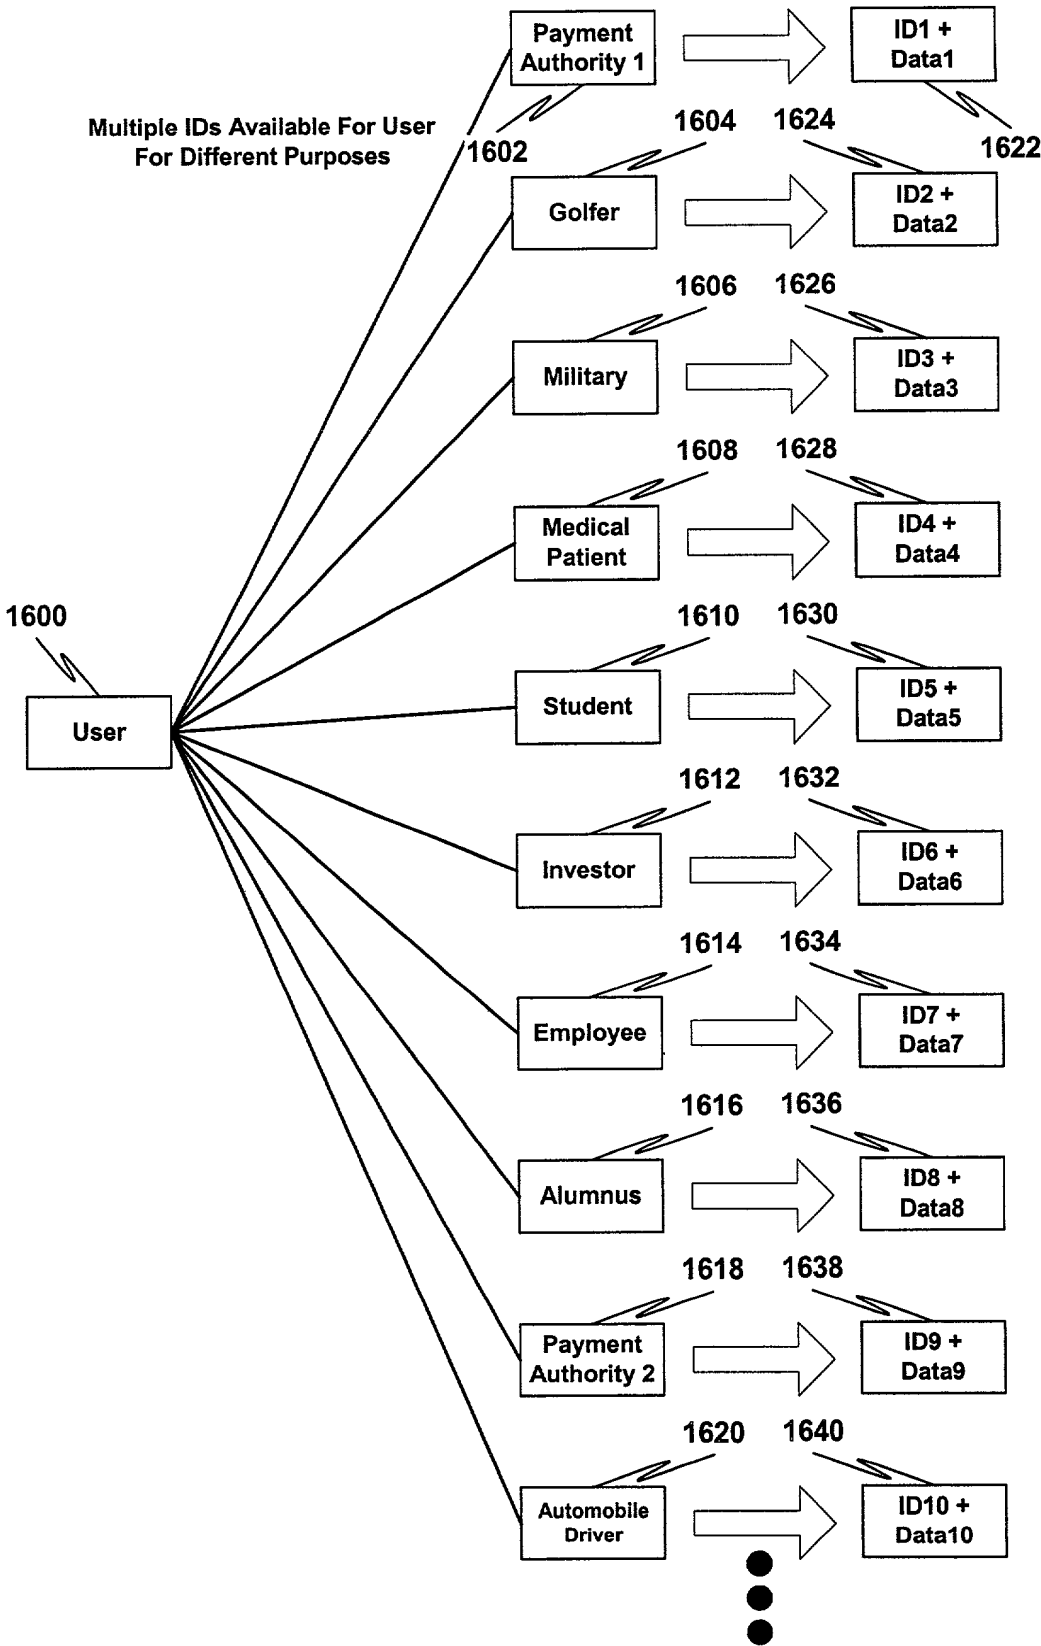 Payment
Authority 1
ID1 +
Data1
Multiple IDs Available For User
For Different Purposes
1602
1604
1624
1622
Golfer
ID2 +
Data2
1606
1626
Military
ID3 +
Data3
1608
1628
Medical
Patient
ID4 +
Data4
1600
User
1610
1630
Student
ID5 +
Data5
1612
1632
Investor
ID6 +
Data6
1614
1634
Employee
ID7 +
Data7
1616
1636
Alumnus
ID8 +
Data8
1618
1638
Payment
Authority 2
ID9 +
Data9
1620
1640
Automobile
Driver
ID10 +
Data10